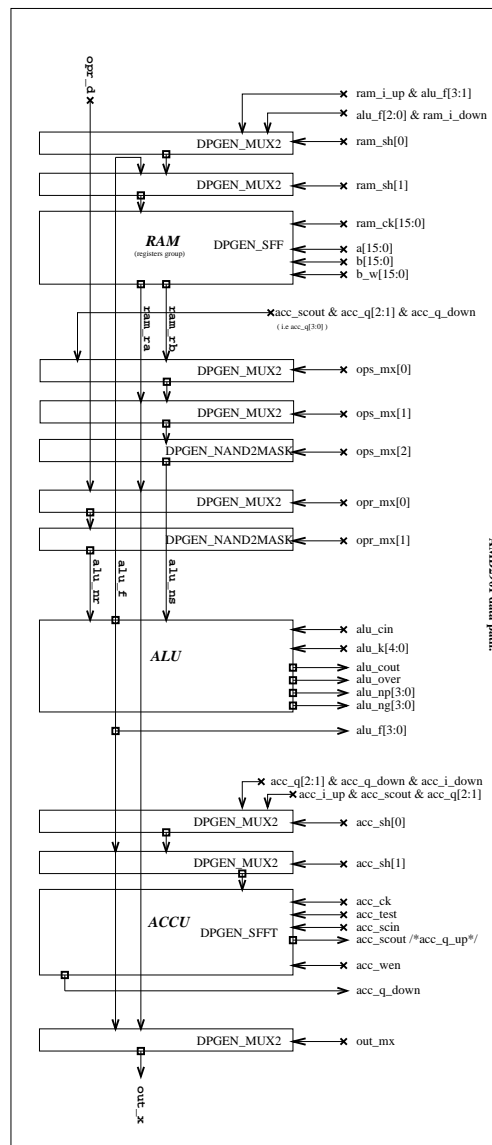 opr_d
ram_i_up & alu_f[3:1]
alu_f[2:0] & ram_i_down
DPGEN_MUX2
ram_sh[0]
DPGEN_MUX2
ram_sh[1]
RAM
(registers group)
DPGEN_SFF
ram_ck[15:0]
a[15:0]
b[15:0]
b_w[15:0]
ram_ra
ram_rb
acc_scout & acc_q[2:1] & acc_q_down
( i.e acc_q[3:0] )
DPGEN_MUX2
ops_mx[0]
DPGEN_MUX2
ops_mx[1]
DPGEN_NAND2MASK
ops_mx[2]
DPGEN_MUX2
opr_mx[0]
DPGEN_NAND2MASK
opr_mx[1]
alu_nr
alu_f
alu_ns
ALU
alu_cin
alu_k[4:0]
alu_cout
alu_over
alu_np[3:0]
alu_ng[3:0]
alu_f[3:0]
acc_q[2:1] & acc_q_down & acc_i_down
acc_i_up & acc_scout & acc_q[2:1]
DPGEN_MUX2
acc_sh[0]
DPGEN_MUX2
acc_sh[1]
ACCU
DPGEN_SFFT
acc_ck
acc_test
acc_scin
acc_scout /*acc_q_up*/
acc_wen
acc_q_down
DPGEN_MUX2
out_mx
out_x